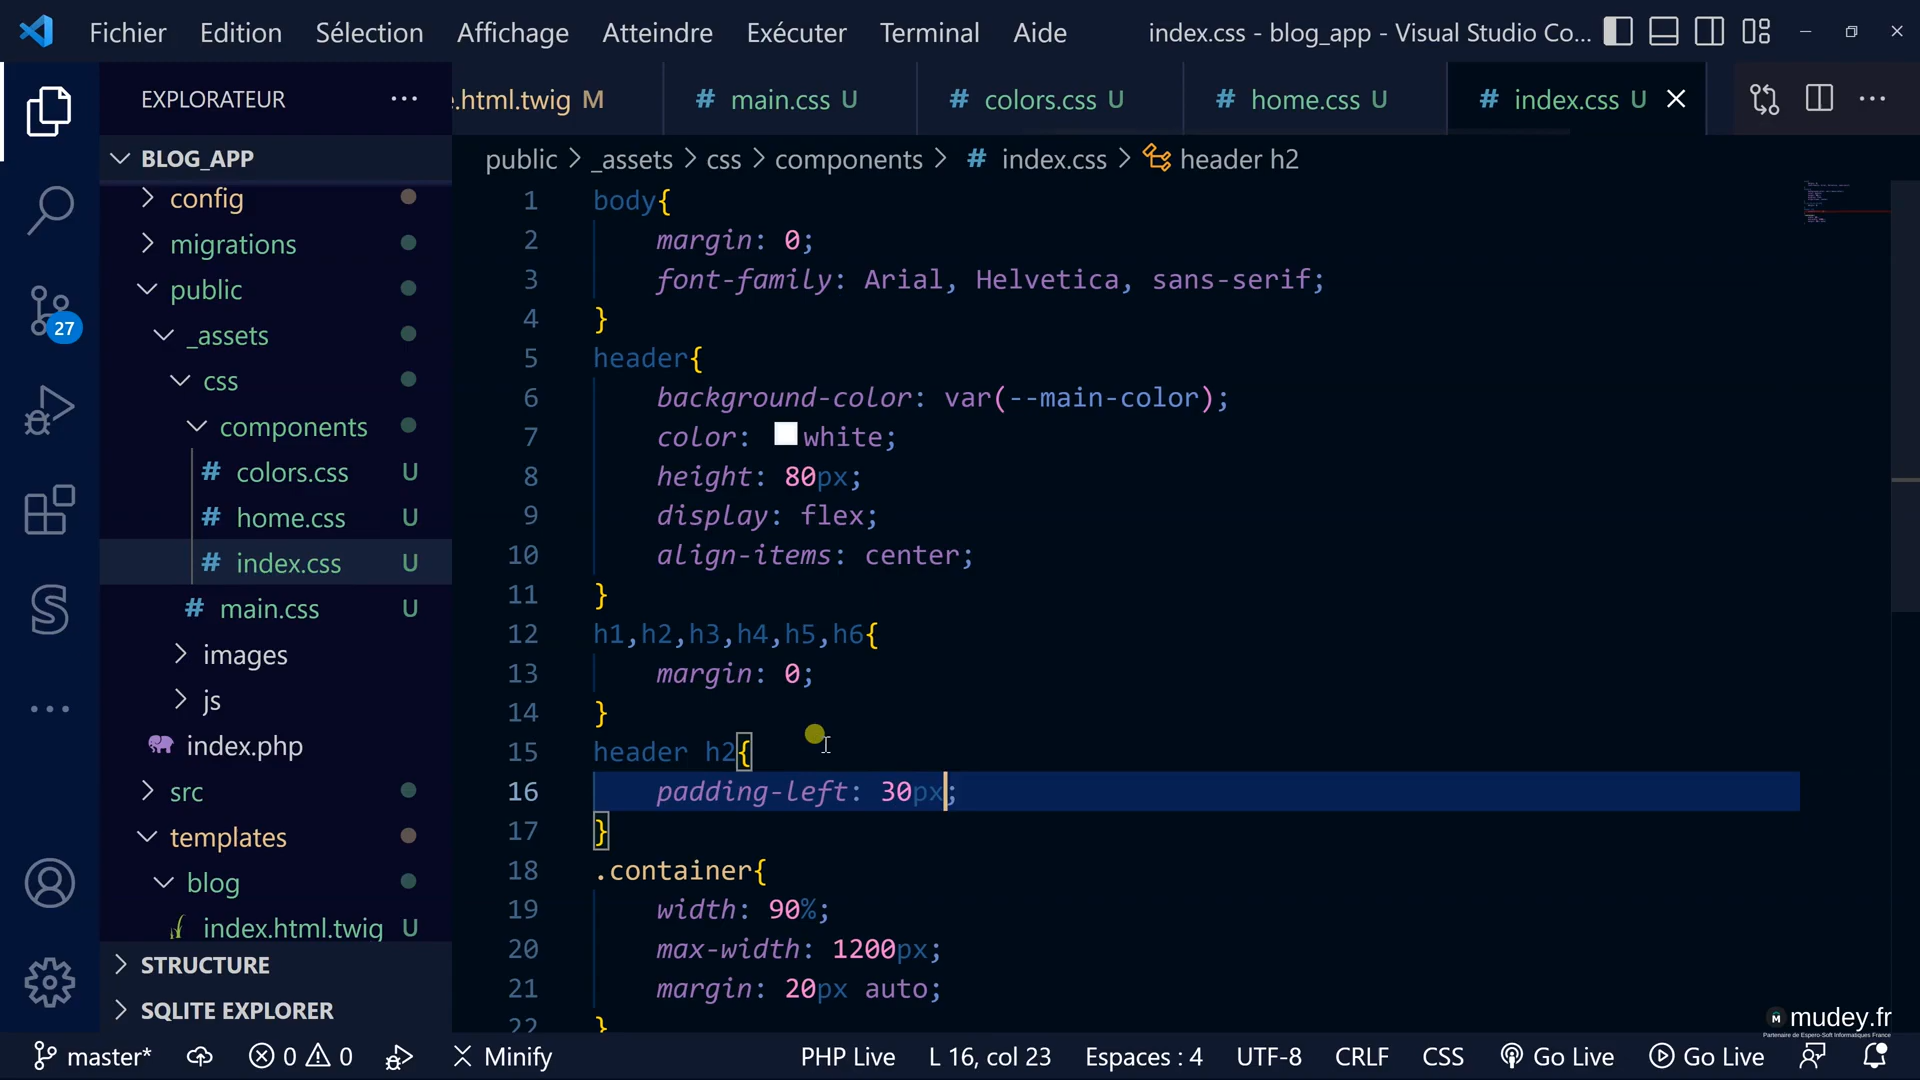 Fichier Edition Sélection Affichage Atteindre Exécuter Terminal Aide index.css - blog_app - Visual Studio Co...
EXPLORATEUR
BLOG_APP
config
migrations
public
_assets
css
components
colors.css U
home.css U
index.css U
main.css U
images
js
index.php
src
templates
blog
index.html.twig U
STRUCTURE
SQLITE EXPLORER
27
e.html.twig M # main.css U # colors.css U # home.css U # index.css U
public > _assets > css > components > # index.css > header h2
1 body{
2 margin: 0;
3 font-family: Arial, Helvetica, sans-serif;
4 }
5 header{
6 background-color: var(--main-color);
7 color: white;
8 height: 80px;
9 display: flex;
10 align-items: center;
11 }
12 h1,h2,h3,h4,h5,h6{
13 margin: 0;
14 }
15 header h2{
16 padding-left: 30px;
17 }
18 .container{
19 width: 90%;
20 max-width: 1200px;
21 margin: 20px auto;
22 }
mudey.fr
Partenaire de Espero-Soft Informatiques France
master* 0 0 Minify PHP Live L 16, col 23 Espaces : 4 UTF-8 CRLF CSS Go Live Go Live